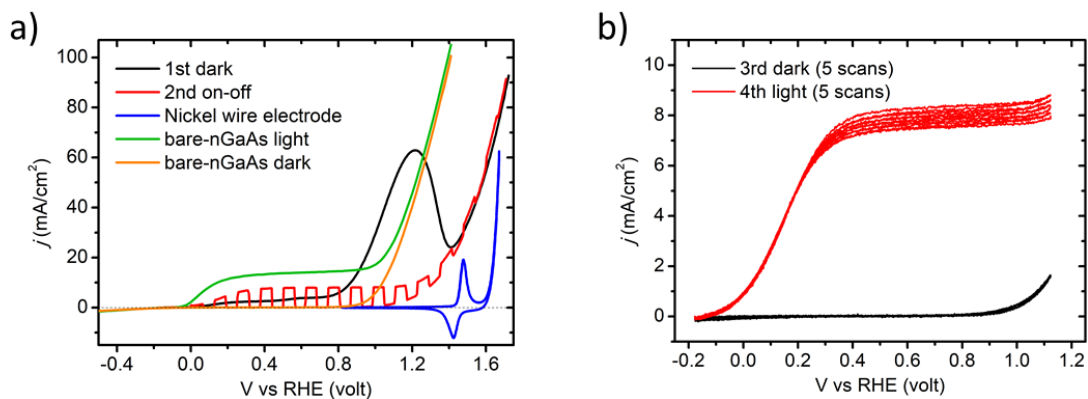 a)
100
80
60
40
20
0
j (mA/cm²)
1st dark
2nd on-off
Nickel wire electrode
bare-nGaAs light
bare-nGaAs dark
-0.4 0.0 0.4 0.8 1.2 1.6
V vs RHE (volt)
b)
10
8
6
4
2
0
j (mA/cm²)
3rd dark (5 scans)
4th light (5 scans)
-0.2 0.0 0.2 0.4 0.6 0.8 1.0 1.2
V vs RHE (volt)